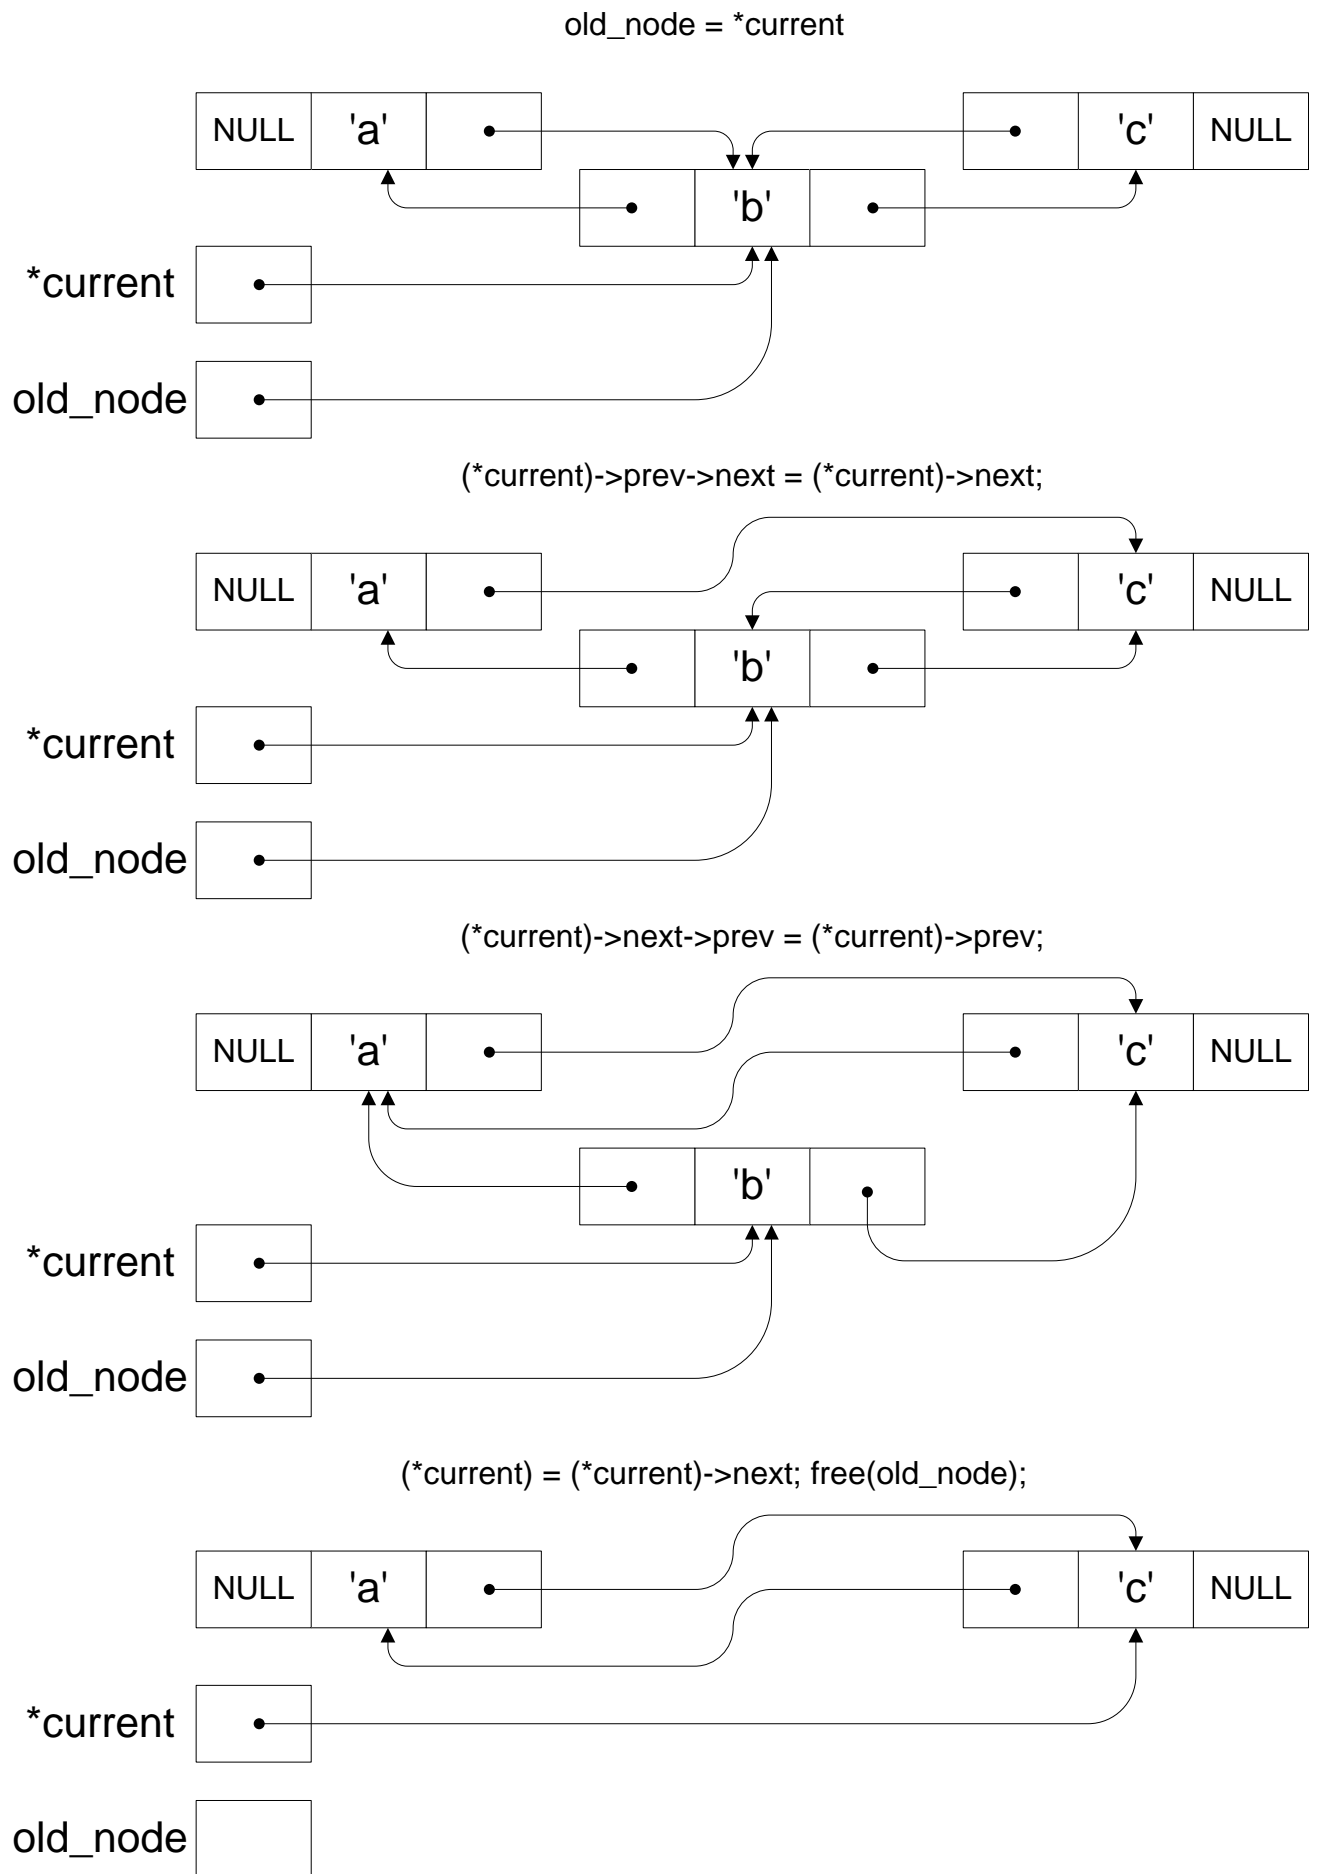 old_node = *current
NULL 'a' 'c' NULL
'b'
*current
old_node
(*current)->prev->next = (*current)->next;
NULL 'a' 'c' NULL
'b'
*current
old_node
(*current)->next->prev = (*current)->prev;
NULL 'a' 'c' NULL
'b'
*current
old_node
(*current) = (*current)->next; free(old_node);
NULL 'a' 'c' NULL
*current
old_node